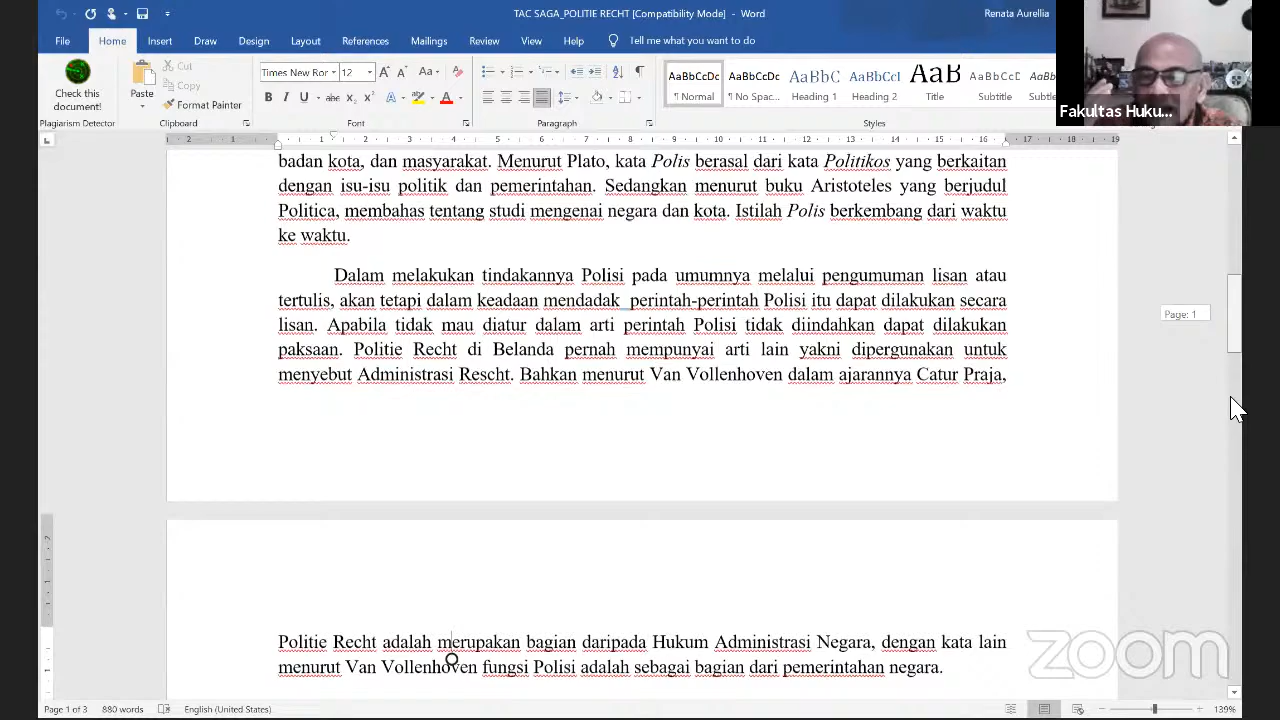 TAC SAGA_POLITIE RECHT [Compatibility Mode] - Word
Renata Aurellia
File Home Insert Draw Design Layout References Mailings Review View Help Tell me what you want to do
Check this document!
Plagiarism Detector
Paste
Cut
Copy
Format Painter
Clipboard
Times New Ror 12
Font
Paragraph
AaBbCcDc AaBbCcDc AaBbC AaBbCcI AaB AaBbCcD
¶ Normal ¶ No Spac... Heading 1 Heading 2 Title Subtitle
Styles
Fakultas Huku...
badan kota, dan masyarakat. Menurut Plato, kata Polis berasal dari kata Politikos yang berkaitan
dengan isu-isu politik dan pemerintahan. Sedangkan menurut buku Aristoteles yang berjudul
Politica, membahas tentang studi mengenai negara dan kota. Istilah Polis berkembang dari waktu
ke waktu.
Dalam melakukan tindakannya Polisi pada umumnya melalui pengumuman lisan atau
tertulis, akan tetapi dalam keadaan mendadak perintah-perintah Polisi itu dapat dilakukan secara
lisan. Apabila tidak mau diatur dalam arti perintah Polisi tidak diindahkan dapat dilakukan
paksaan. Politie Recht di Belanda pernah mempunyai arti lain yakni dipergunakan untuk
menyebut Administrasi Rescht. Bahkan menurut Van Vollenhoven dalam ajarannya Catur Praja,
Page: 1
Politie Recht adalah merupakan bagian daripada Hukum Administrasi Negara, dengan kata lain
menurut Van Vollenhoven fungsi Polisi adalah sebagai bagian dari pemerintahan negara.
zoom
Page 1 of 3 880 words English (United States) 139%